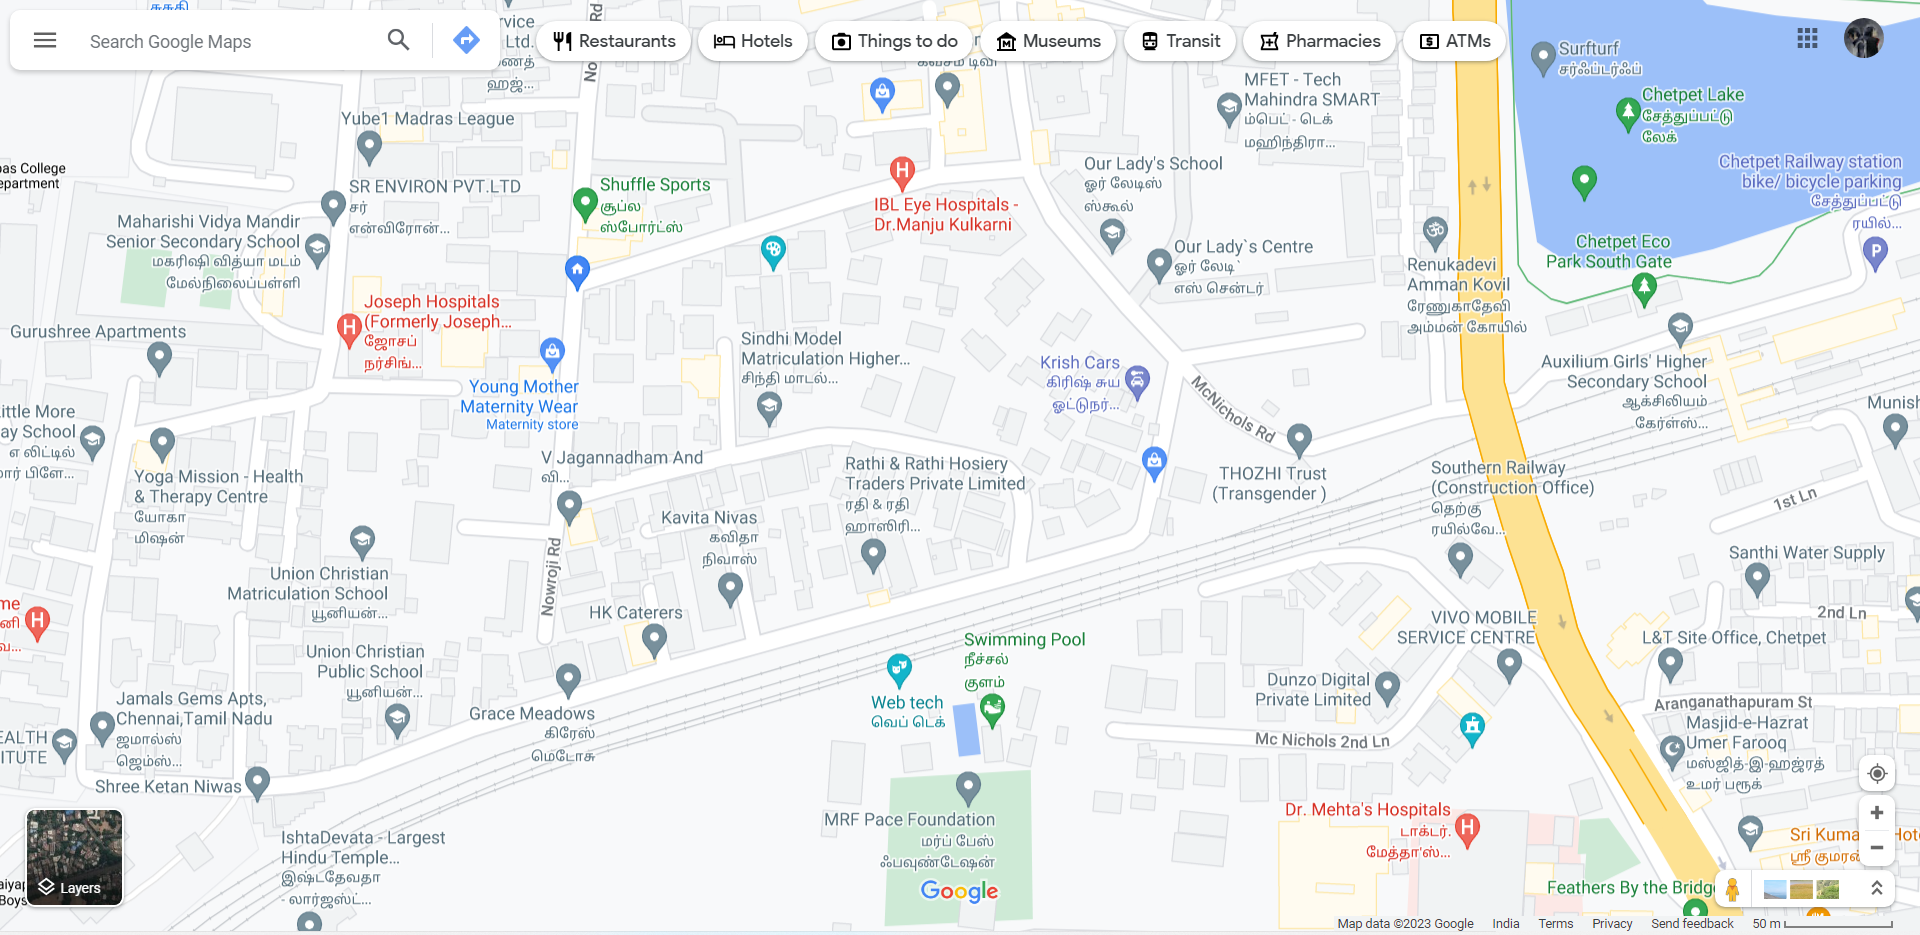 Search Google Maps
Restaurants
Hotels
Things to do
Museums
Transit
Pharmacies
ATMs
Ltd.
Surfturf
சர்ஃப்டர்ஃப்
Chetpet Lake
சேத்துப்பட்டு
லேக்
MFET - Tech
Mahindra SMART
ம்பெட் - டெக்
மஹிந்திரா...
Yube1 Madras League
Chetpet Railway station
bike/ bicycle parking
சேத்துப்பட்டு
ரயில்...
Our Lady's School
ஓர் லேடிஸ்
ஸ்கூல்
SR ENVIRON PVT.LTD
சர்
என்விரோன்...
Shuffle Sports
சூப்ல
ஸ்போர்ட்ஸ்
IBL Eye Hospitals -
Dr.Manju Kulkarni
Maharishi Vidya Mandir
Senior Secondary School
மகரிஷி வித்யா மடம்
மேல்நிலைப்பள்ளி
Our Lady`s Centre
ஓர் லேடி`
எஸ் சென்டர்
Chetpet Eco
Park South Gate
Renukadevi
Amman Kovil
ரேணுகாதேவி
அம்மன் கோயில்
Joseph Hospitals
(Formerly Joseph...
ஜோசப்
நர்சிங்...
Gurushree Apartments
Sindhi Model
Matriculation Higher...
சிந்தி மாடல்...
Krish Cars
கிரிஷ் சுய
ஓட்டுநர்...
Auxilium Girls' Higher
Secondary School
ஆக்சிலியம்
கேர்ள்ஸ்...
Young Mother
Maternity Wear
Maternity store
McNichols Rd
Little More
ay School
எ லிட்டில்
மோர் பிளே...
Munish
V Jagannadham And
வி...
Rathi & Rathi Hosiery
Traders Private Limited
ரதி & ரதி
ஹாஸிரி...
THOZHI Trust
(Transgender )
Southern Railway
(Construction Office)
தெற்கு
ரயில்வே...
Yoga Mission - Health
& Therapy Centre
யோகா
மிஷன்
1st Ln
Kavita Nivas
கவிதா
நிவாஸ்
Nowroji Rd
Santhi Water Supply
Union Christian
Matriculation School
யூனியன்...
HK Caterers
2nd Ln
VIVO MOBILE
SERVICE CENTRE
L&T Site Office, Chetpet
Swimming Pool
நீச்சல்
குளம்
Union Christian
Public School
யூனியன்...
Dunzo Digital
Private Limited
Web tech
வெப் டெக்
Jamals Gems Apts,
Chennai,Tamil Nadu
ஜமால்ஸ்
ஜெம்ஸ்...
Grace Meadows
கிரேஸ்
மெடோசு
Aranganathapuram St
Masjid-e-Hazrat
Umer Farooq
மஸ்ஜித்-இ-ஹஜ்ரத்
உமர் பரூக்
Mc Nichols 2nd Ln
Shree Ketan Niwas
MRF Pace Foundation
மர்ப் பேஸ்
ஃபவுண்டேஷன்
Dr. Mehta's Hospitals
டாக்டர்.
மேத்தா'ஸ்...
IshtaDevata - Largest
Hindu Temple...
இஷ்டதேவதா
- லார்ஜஸ்ட்...
Sri Kuma
ஸ்ரீ குமரன்
Layers
Google
Feathers By the Bridge
Map data ©2023 Google
India
Terms
Privacy
Send feedback
50 m